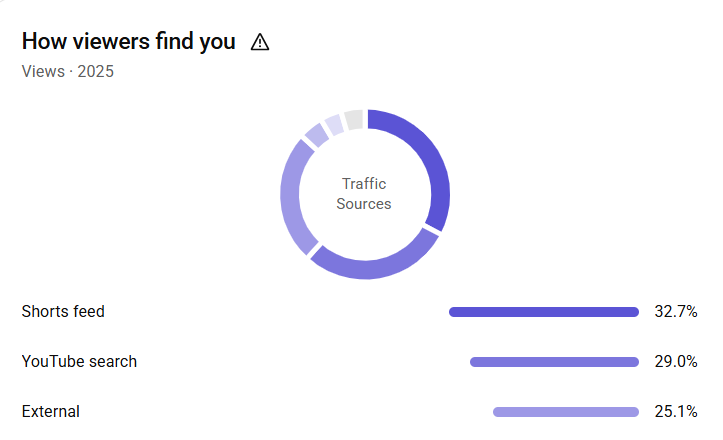 How viewers find you
Views · 2025
Traffic
Sources
Shorts feed 32.7%
YouTube search 29.0%
External 25.1%